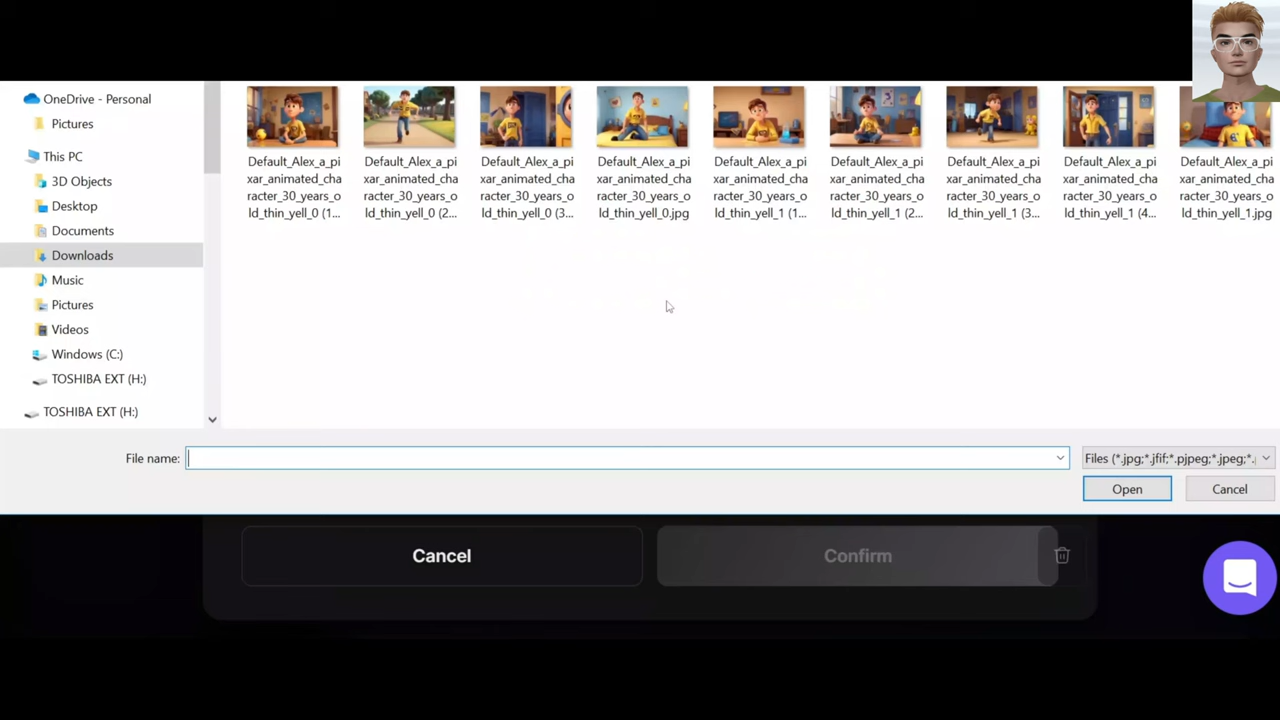 OneDrive - Personal
Pictures
This PC
3D Objects
Desktop
Documents
Downloads
Music
Pictures
Videos
Windows (C:)
TOSHIBA EXT (H:)
TOSHIBA EXT (H:)
Default_Alex_a_pi
xar_animated_cha
racter_30_years_o
ld_thin_yell_0 (1...
Default_Alex_a_pi
xar_animated_cha
racter_30_years_o
ld_thin_yell_0 (2...
Default_Alex_a_pi
xar_animated_cha
racter_30_years_o
ld_thin_yell_0 (3...
Default_Alex_a_pi
xar_animated_cha
racter_30_years_o
ld_thin_yell_0.jpg
Default_Alex_a_pi
xar_animated_cha
racter_30_years_o
ld_thin_yell_1 (1...
Default_Alex_a_pi
xar_animated_cha
racter_30_years_o
ld_thin_yell_1 (2...
Default_Alex_a_pi
xar_animated_cha
racter_30_years_o
ld_thin_yell_1 (3...
Default_Alex_a_pi
xar_animated_cha
racter_30_years_o
ld_thin_yell_1 (4...
Default_Alex_a_pi
xar_animated_cha
racter_30_years_o
ld_thin_yell_1.jpg
File name:
Files (*.jpg;*.jfif;*.pjpeg;*.jpeg;*.
Open
Cancel
Cancel
Confirm